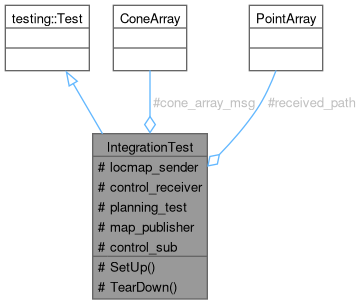 testing::Test
ConeArray
PointArray
#cone_array_msg
#received_path
IntegrationTest
# locmap_sender
# control_receiver
# planning_test
# map_publisher
# control_sub
# SetUp()
# TearDown()